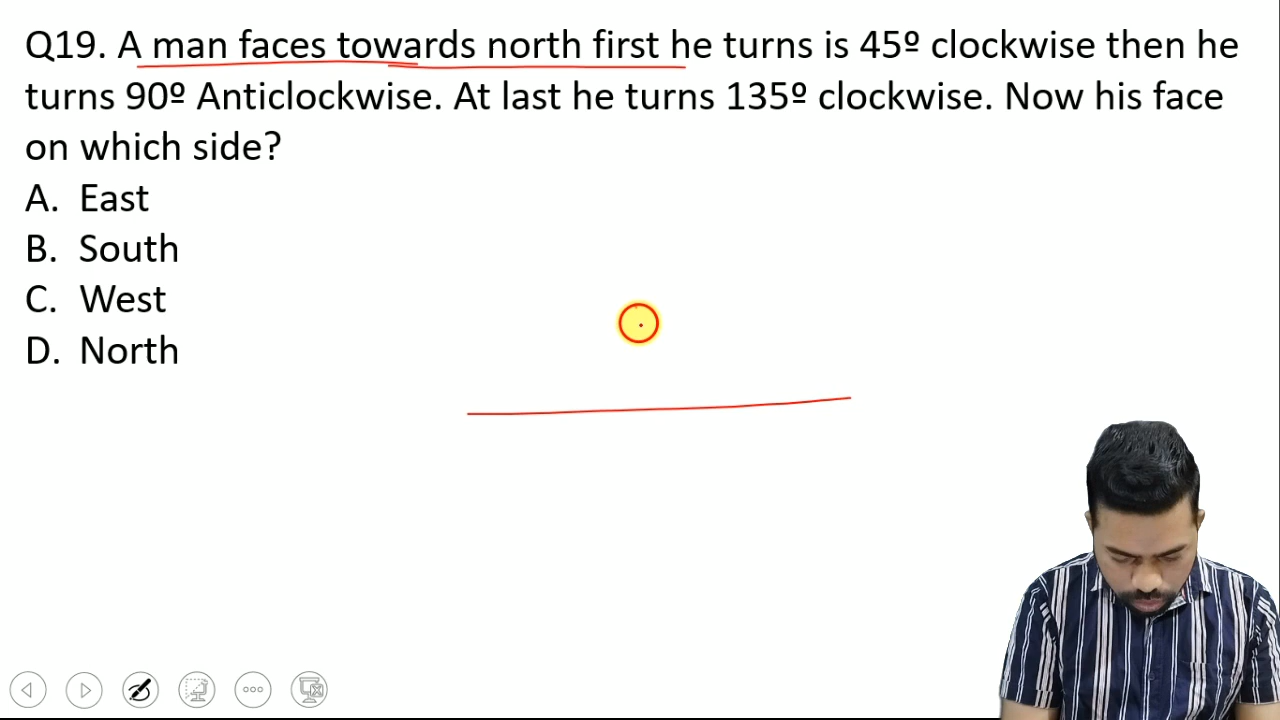 Q19. A man faces towards north first he turns is 45º clockwise then he
turns 90º Anticlockwise. At last he turns 135º clockwise. Now his face
on which side?
A. East
B. South
C. West
D. North